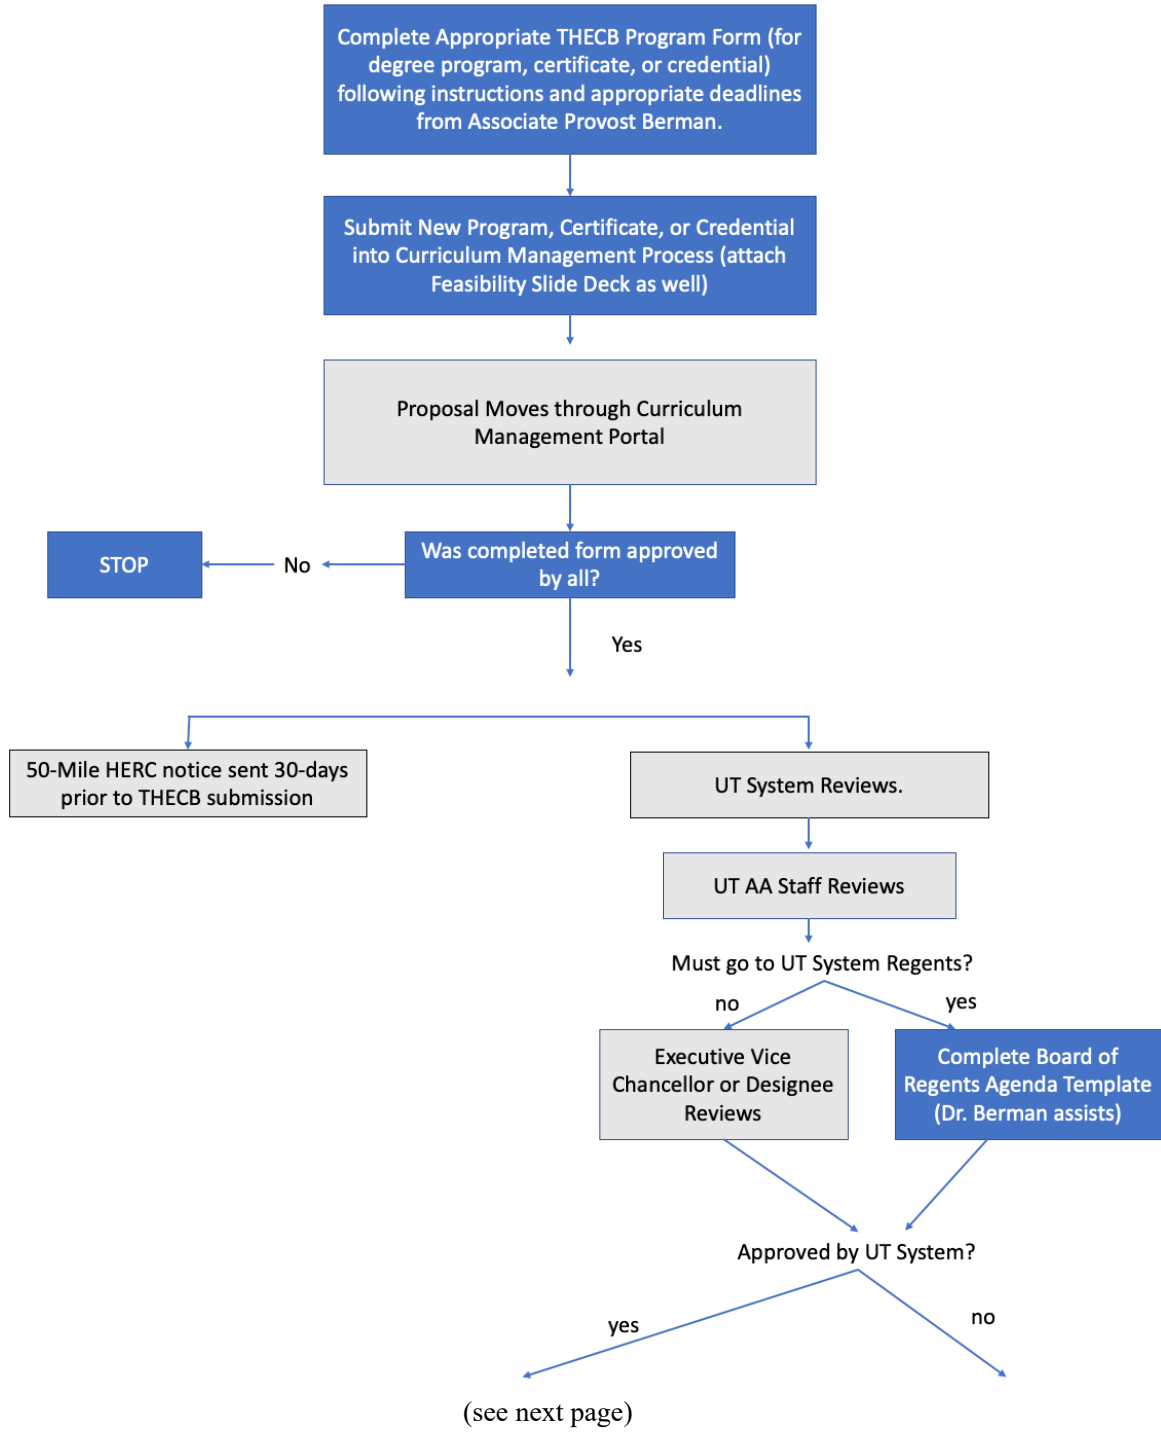 Complete Appropriate THECB Program Form (for
degree program, certificate, or credential)
following instructions and appropriate deadlines
from Associate Provost Berman.
Submit New Program, Certificate, or Credential
into Curriculum Management Process (attach
Feasibility Slide Deck as well)
Proposal Moves through Curriculum
Management Portal
STOP
No
Was completed form approved
by all?
Yes
50-Mile HERC notice sent 30-days
prior to THECB submission
UT System Reviews.
UT AA Staff Reviews
Must go to UT System Regents?
no
yes
Executive Vice
Chancellor or Designee
Reviews
Complete Board of
Regents Agenda Template
(Dr. Berman assists)
Approved by UT System?
yes
no
(see next page)